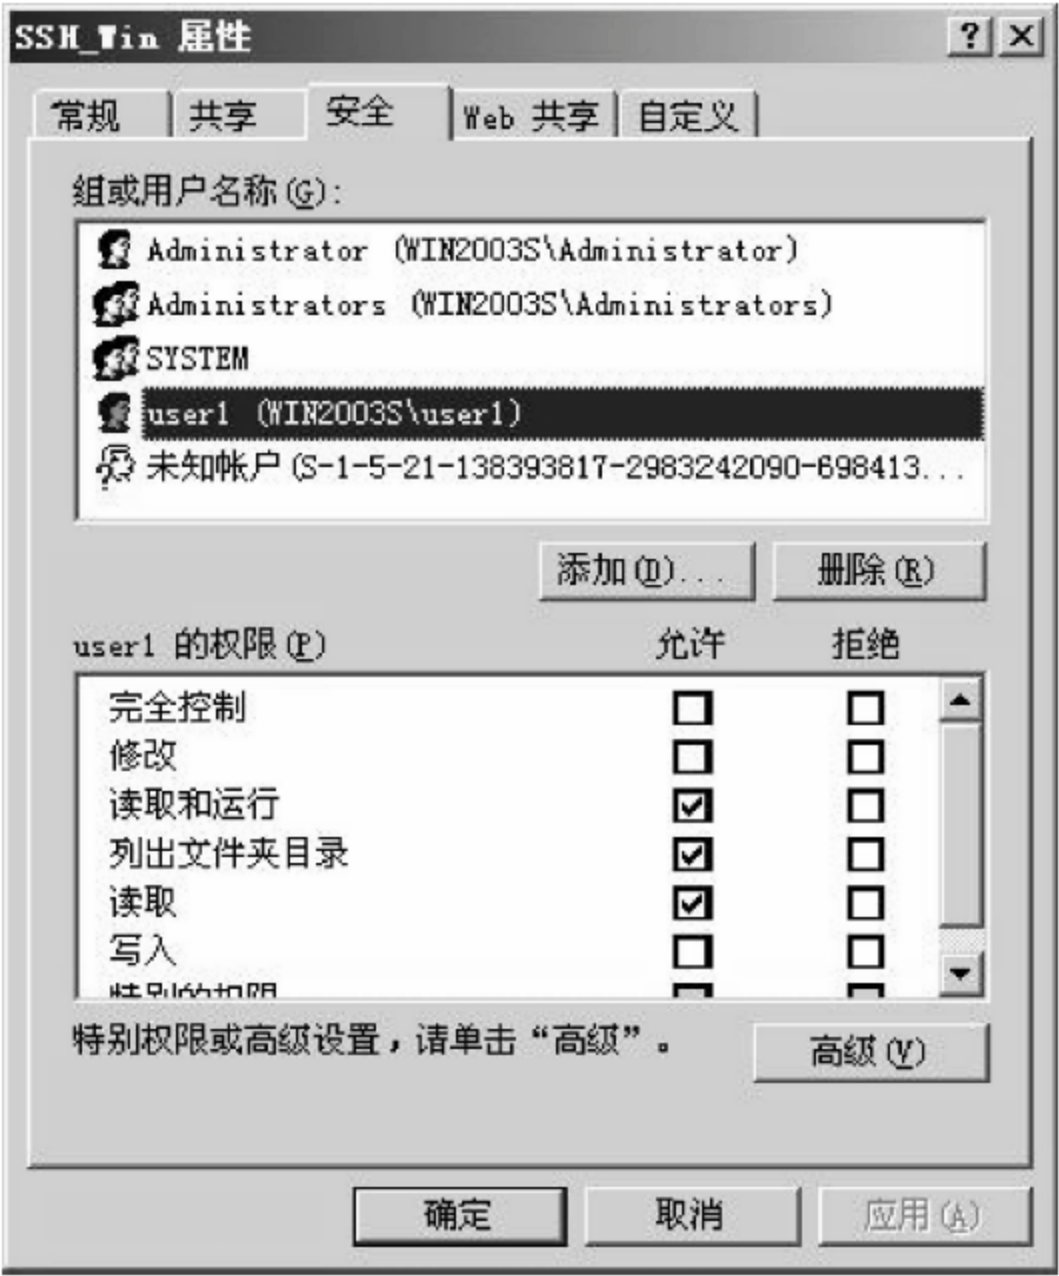 SSH_Win 属性
常规 共享 安全 Web 共享 自定义
组或用户名称(G):
Administrator (WIN2003S\Administrator)
Administrators (WIN2003S\Administrators)
SYSTEM
user1 (WIN2003S\user1)
未知帐户(S-1-5-21-138393817-2983242090-698413...
添加(D)... 删除(R)
user1 的权限(P) 允许 拒绝
完全控制
修改
读取和运行
列出文件夹目录
读取
写入
特别的权限
特别权限或高级设置，请单击“高级”。
高级(V)
确定 取消 应用(A)